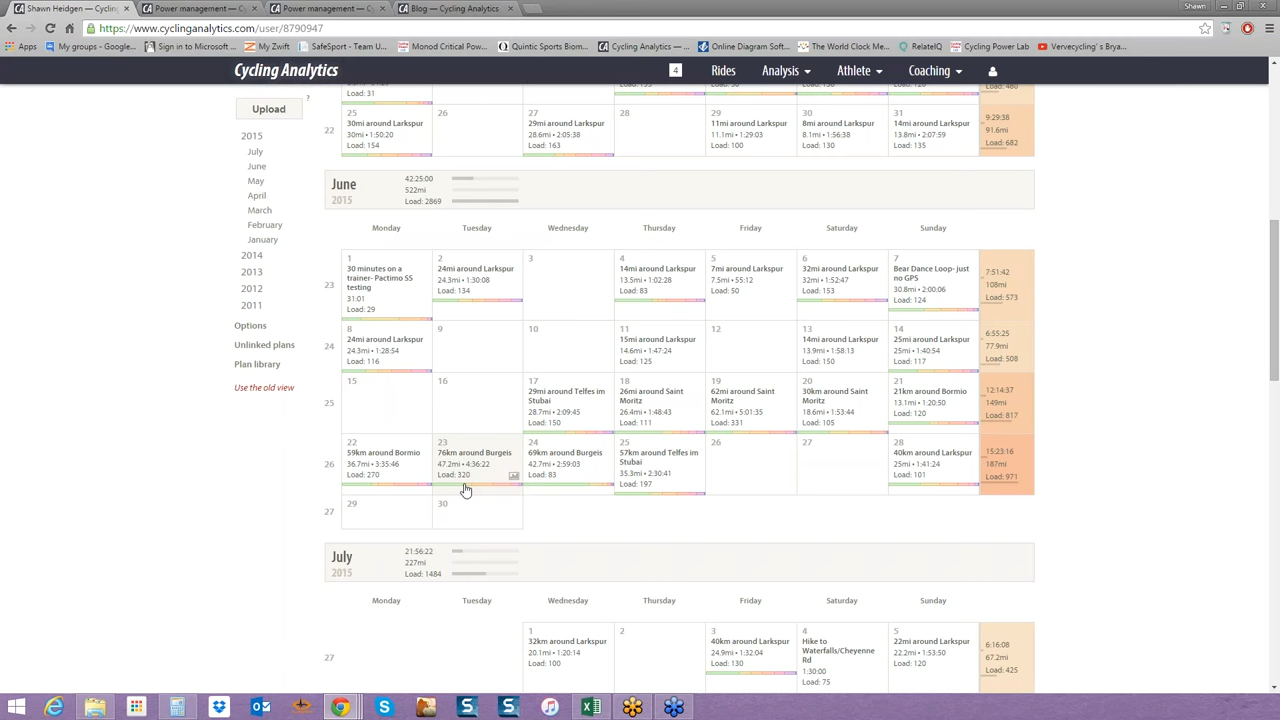 Shawn Heidgen — Cycling
Power management — Cyc
Power management — Cyc
Blog — Cycling Analytics
Shawn
https://www.cyclinganalytics.com/user/8790947
Apps
My groups - Google...
Sign in to Microsoft ...
My Zwift
SafeSport - Team U...
Monod Critical Pow...
Quintic Sports Biom...
Cycling Analytics — ...
Online Diagram Soft...
The World Clock Me...
RelateIQ
Cycling Power Lab
Vervecycling' s Brya...
Cycling Analytics
4
Rides
Analysis
Athlete
Coaching
Upload
?
2015
July
June
May
April
March
February
January
2014
2013
2012
2011
Options
Unlinked plans
Plan library
Use the old view
Load: 31
22
25
30mi around Larkspur
30mi • 1:50:20
Load: 154
26
27
29mi around Larkspur
28.6mi • 2:05:38
Load: 163
28
29
11mi around Larkspur
11.1mi • 1:29:03
Load: 100
30
8mi around Larkspur
8.1mi • 1:56:38
Load: 130
31
14mi around Larkspur
13.8mi • 2:07:59
Load: 135
9:29:38
91.6mi
Load: 682
June
2015
42:25:00
522mi
Load: 2869
Monday
Tuesday
Wednesday
Thursday
Friday
Saturday
Sunday
23
1
30 minutes on a
trainer- Pactimo SS
testing
31:01
Load: 29
2
24mi around Larkspur
24.3mi • 1:30:08
Load: 134
3
4
14mi around Larkspur
13.5mi • 1:02:28
Load: 83
5
7mi around Larkspur
7.5mi • 55:12
Load: 50
6
32mi around Larkspur
32mi • 1:52:47
Load: 153
7
Bear Dance Loop- just
no GPS
30.8mi • 2:00:06
Load: 124
7:51:42
108mi
Load: 573
24
8
24mi around Larkspur
24.3mi • 1:28:54
Load: 116
9
10
11
15mi around Larkspur
14.6mi • 1:47:24
Load: 125
12
13
14mi around Larkspur
13.9mi • 1:58:13
Load: 150
14
25mi around Larkspur
25mi • 1:40:54
Load: 117
6:55:25
77.9mi
Load: 508
25
15
16
17
29mi around Telfes im
Stubai
28.7mi • 2:09:45
Load: 150
18
26mi around Saint
Moritz
26.4mi • 1:48:43
Load: 111
19
62mi around Saint
Moritz
62.1mi • 5:01:35
Load: 331
20
30km around Saint
Moritz
18.6mi • 1:53:44
Load: 105
21
21km around Bormio
13.1mi • 1:20:50
Load: 120
12:14:37
149mi
Load: 817
26
22
59km around Bormio
36.7mi • 3:35:46
Load: 270
23
76km around Burgeis
47.2mi • 4:36:22
Load: 320
24
69km around Burgeis
42.7mi • 2:59:03
Load: 83
25
57km around Telfes im
Stubai
35.3mi • 2:30:41
Load: 197
26
27
28
40km around Larkspur
25mi • 1:41:24
Load: 101
15:23:16
187mi
Load: 971
27
29
30
July
2015
21:56:22
227mi
Load: 1484
Monday
Tuesday
Wednesday
Thursday
Friday
Saturday
Sunday
27
1
32km around Larkspur
20.1mi • 1:20:14
Load: 100
2
3
40km around Larkspur
24.9mi • 1:32:04
Load: 130
4
Hike to
Waterfalls/Cheyenne
Rd
1:30:00
Load: 75
5
22mi around Larkspur
22.2mi • 1:53:50
Load: 120
6:16:08
67.2mi
Load: 425